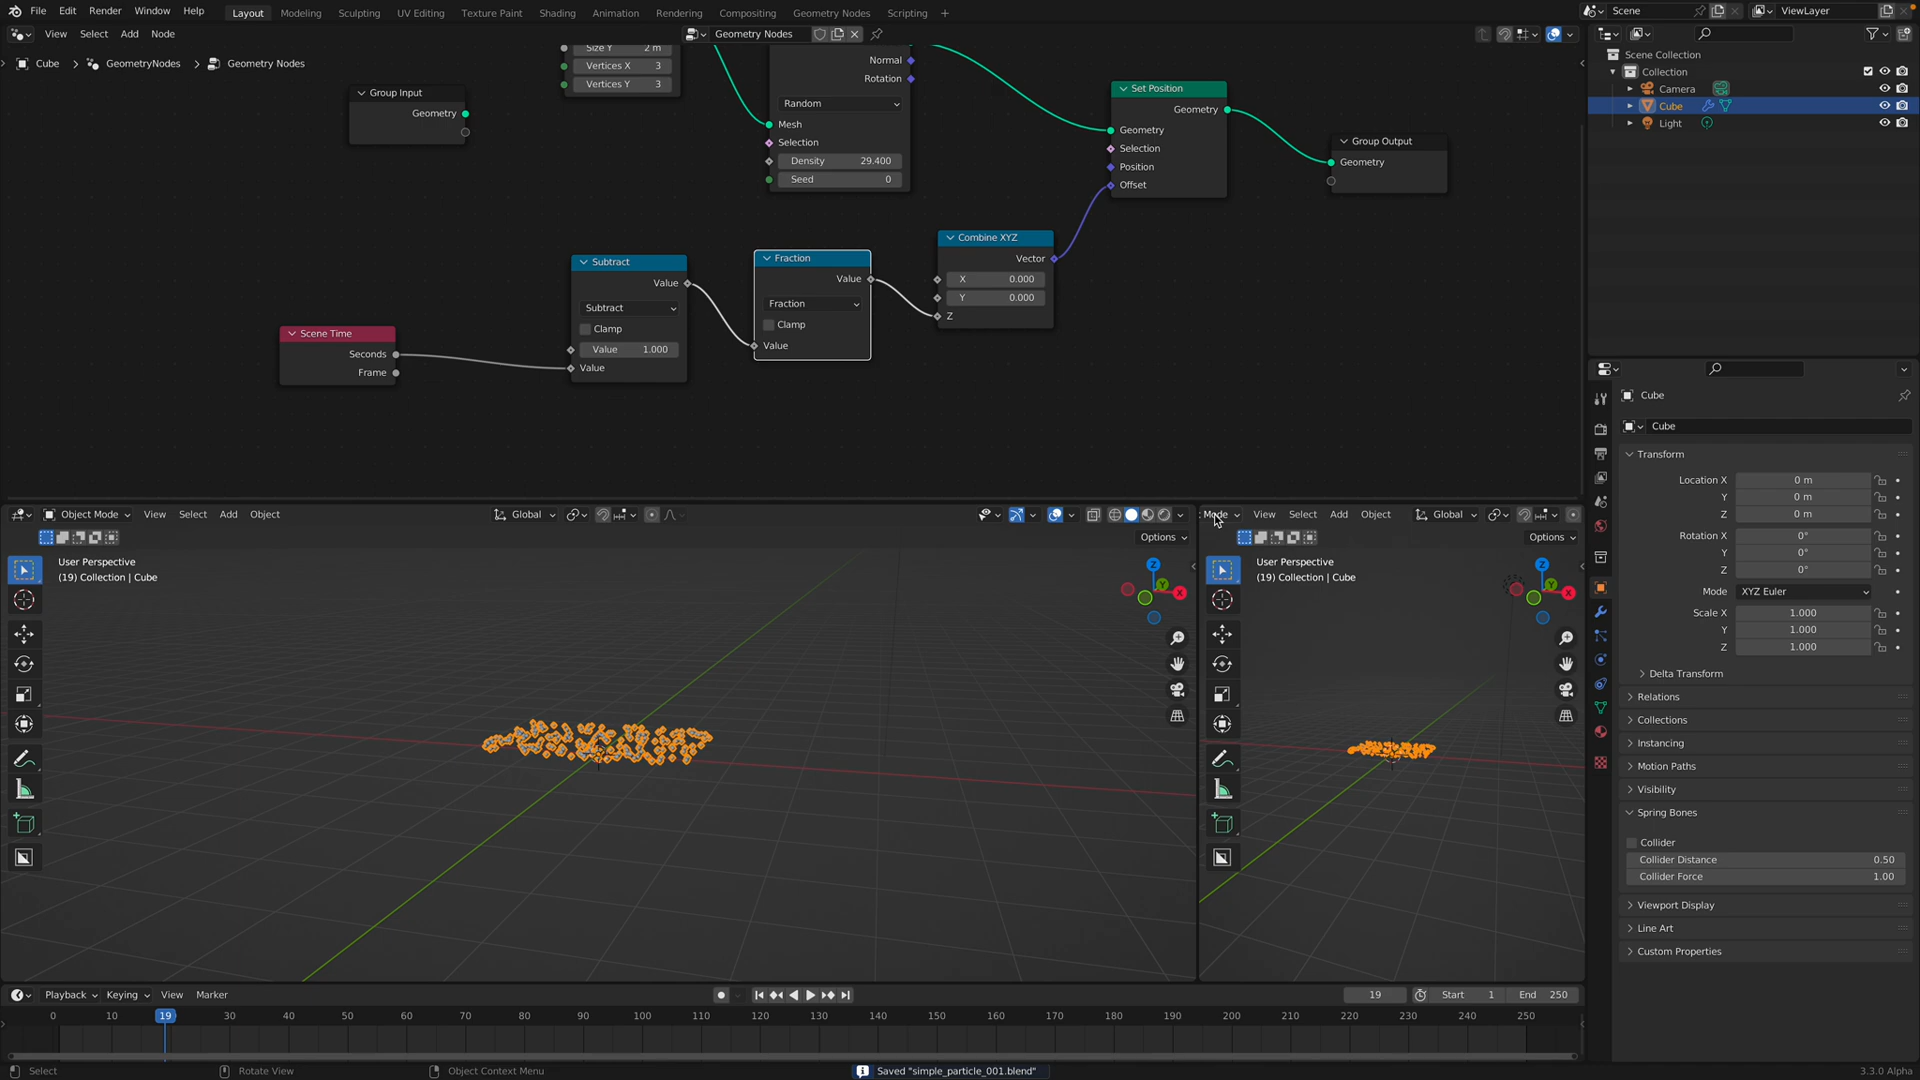 File Edit Render Window Help Layout Modeling Sculpting UV Editing Texture Paint Shading Animation Rendering Compositing Geometry Nodes Scripting + Scene ViewLayer
View Select Add Node Geometry Nodes
Cube > GeometryNodes > Geometry Nodes
Size Y 2 m
Vertices X 3
Vertices Y 3
Group Input
Geometry
Normal
Rotation
Random
Mesh
Selection
Density 29.400
Seed 0
Set Position
Geometry
Geometry
Selection
Position
Offset
Group Output
Geometry
Scene Time
Seconds
Frame
Subtract
Value
Subtract
Clamp
Value 1.000
Value
Fraction
Value
Fraction
Clamp
Value
Combine XYZ
Vector
X 0.000
Y 0.000
Z
Scene Collection
Collection
Camera
Cube
Light
Object Mode View Select Add Object Global
Options
User Perspective
(19) Collection | Cube
Z
Y
X
Mode View Select Add Object Global
Options
User Perspective
(19) Collection | Cube
Z
Y
X
Cube
Cube
Transform
Location X 0 m
Y 0 m
Z 0 m
Rotation X 0°
Y 0°
Z 0°
Mode XYZ Euler
Scale X 1.000
Y 1.000
Z 1.000
Delta Transform
Relations
Collections
Instancing
Motion Paths
Visibility
Spring Bones
Collider
Collider Distance 0.50
Collider Force 1.00
Viewport Display
Line Art
Custom Properties
Playback Keying View Marker 19 Start 1 End 250
0 10 19 30 40 50 60 70 80 90 100 110 120 130 140 150 160 170 180 190 200 210 220 230 240 250
Select Rotate View Object Context Menu Saved "simple_particle_001.blend" 3.3.0 Alpha